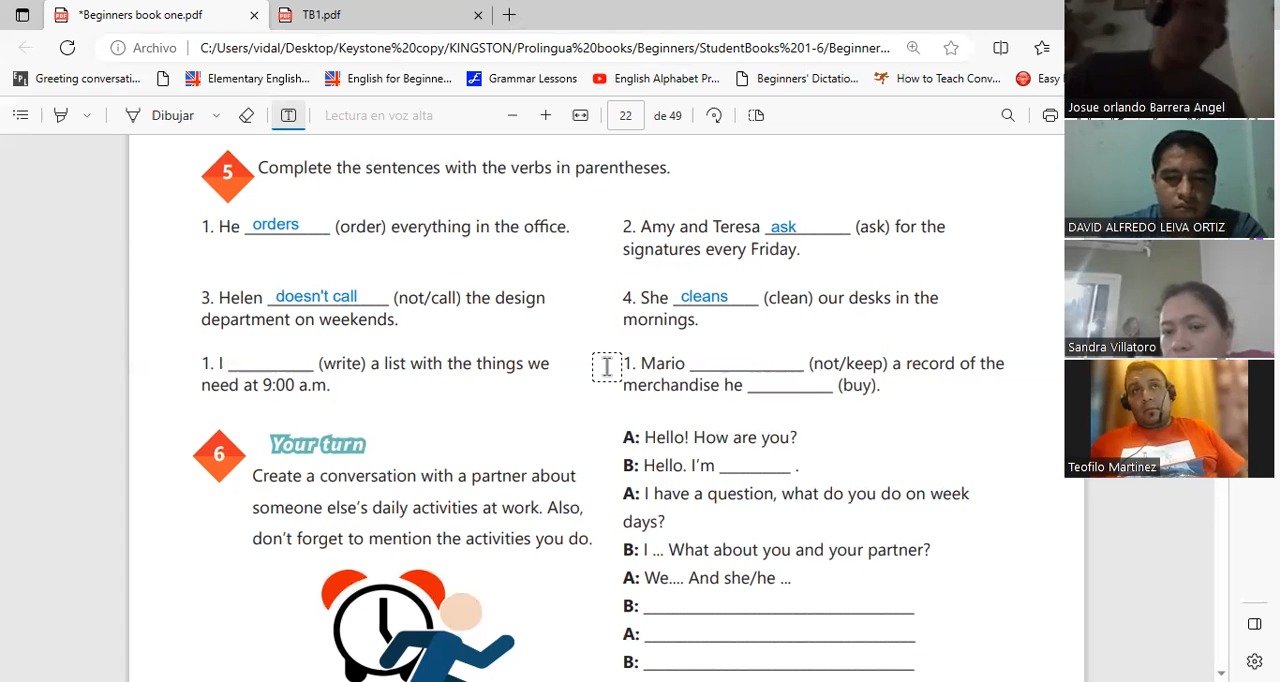 *Beginners book one.pdf
TB1.pdf
Archivo
C:/Users/vidal/Desktop/Keystone%20copy/KINGSTON/Prolingua%20books/Beginners/StudentBooks%201-6/Beginner...
Greeting conversati...
Elementary English...
English for Beginne...
Grammar Lessons
English Alphabet Pr...
Beginners' Dictatio...
How to Teach Conv...
Easy
Dibujar
Lectura en voz alta
22
de 49
5
Complete the sentences with the verbs in parentheses.
1. He orders (order) everything in the office.
2. Amy and Teresa ask (ask) for the
signatures every Friday.
3. Helen doesn't call (not/call) the design
department on weekends.
4. She cleans (clean) our desks in the
mornings.
1. I __________ (write) a list with the things we
need at 9:00 a.m.
1. Mario _____________ (not/keep) a record of the
merchandise he __________ (buy).
6
Your turn
Create a conversation with a partner about
someone else's daily activities at work. Also,
don't forget to mention the activities you do.
A: Hello! How are you?
B: Hello. I'm ________ .
A: I have a question, what do you do on week
days?
B: I ... What about you and your partner?
A: We.... And she/he ...
B: ______________________________
A: ______________________________
B: ______________________________
Josue orlando Barrera Angel
DAVID ALFREDO LEIVA ORTIZ
Sandra Villatoro
Teofilo Martinez